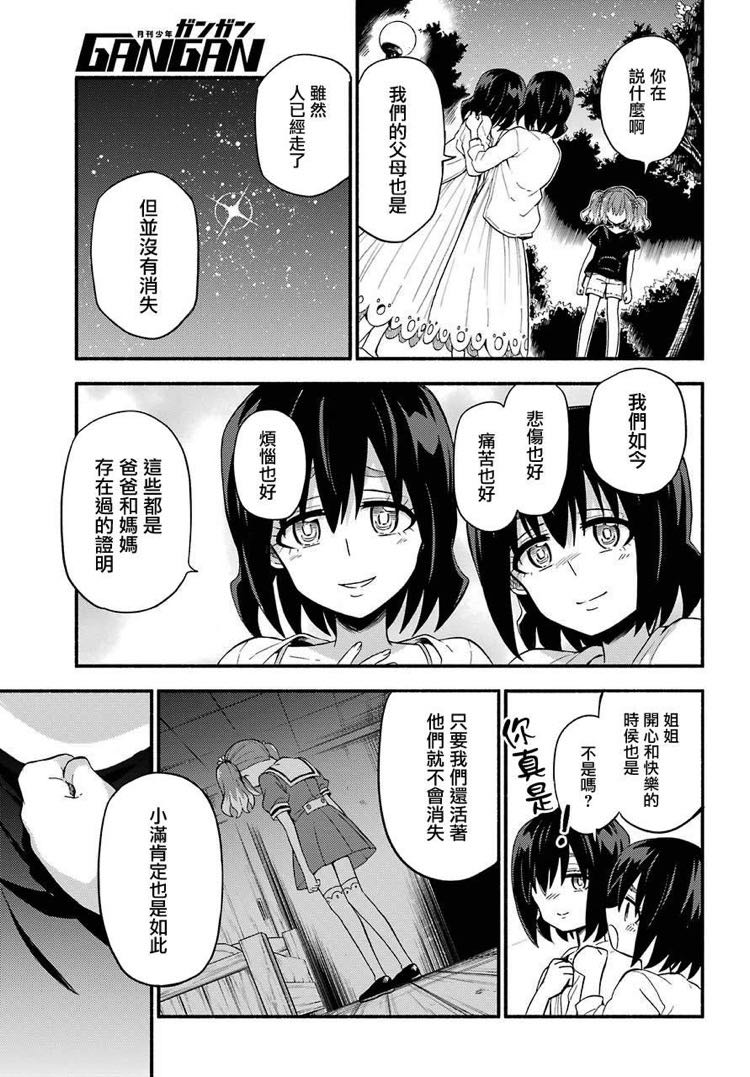 月刊少年
ガンガン
GANGAN
你在
說什麼啊
我們的父母也是
雖然
人已經走了
但並沒有消失
我們如今
悲傷也好
痛苦也好
煩惱也好
這些都是
爸爸和媽媽
存在過的證明
姐姐
開心和快樂的
時侯也是
不是嗎？
你真是！
只要我們還活著
他們就不會消失
小滿肯定也是如此